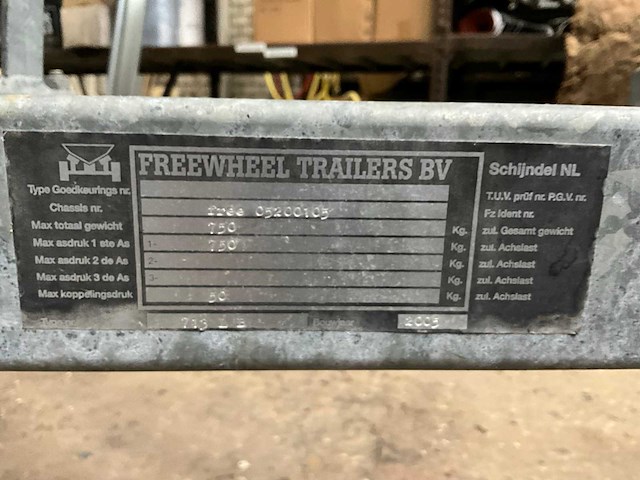 FREEWHEEL TRAILERS BV Schijndel NL
Type Goedkeurings nr. T.U.V. prüf nr. P.G.V. nr.
Chassis nr. free 05200105 Fz Ident nr.
Max totaal gewicht 750 Kg. zul. Gesamt gewicht
Max asdruk 1 ste As 1- 750 Kg. zul. Achslast
Max asdruk 2 de As 2- Kg. zul. Achslast
Max asdruk 3 de As 3- Kg. zul. Achslast
Max koppelingsdruk 50 Kg. zul. Achslast
Bouwjaar 2005